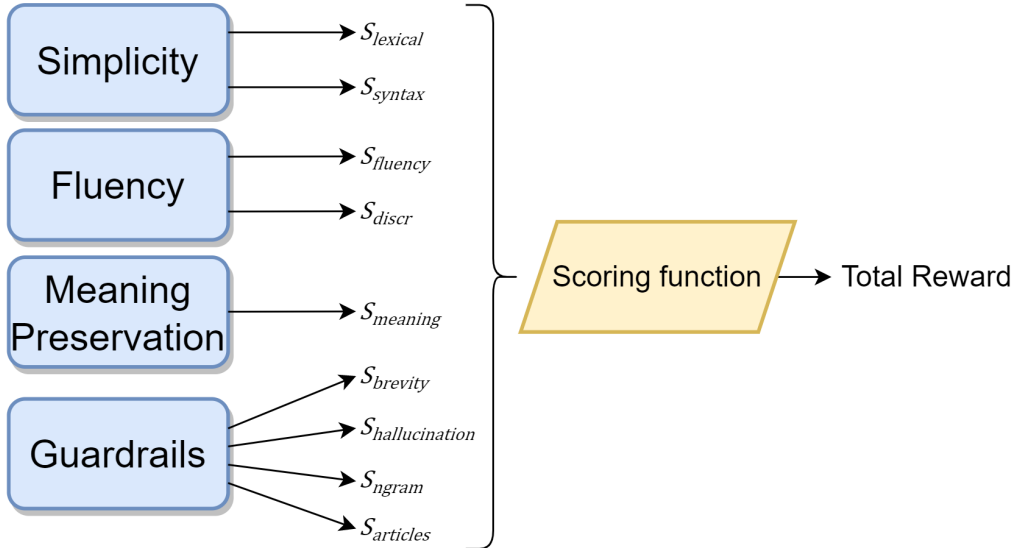 Simplicity
S_lexical
S_syntax
Fluency
S_fluency
S_discr
Meaning
Preservation
S_meaning
Guardrails
S_brevity
S_hallucination
S_ngram
S_articles
Scoring function
Total Reward